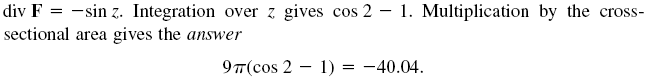 div F = −sin z. Integration over z gives cos 2 − 1. Multiplication by the cross-
sectional area gives the answer
9π(cos 2 − 1) = −40.04.